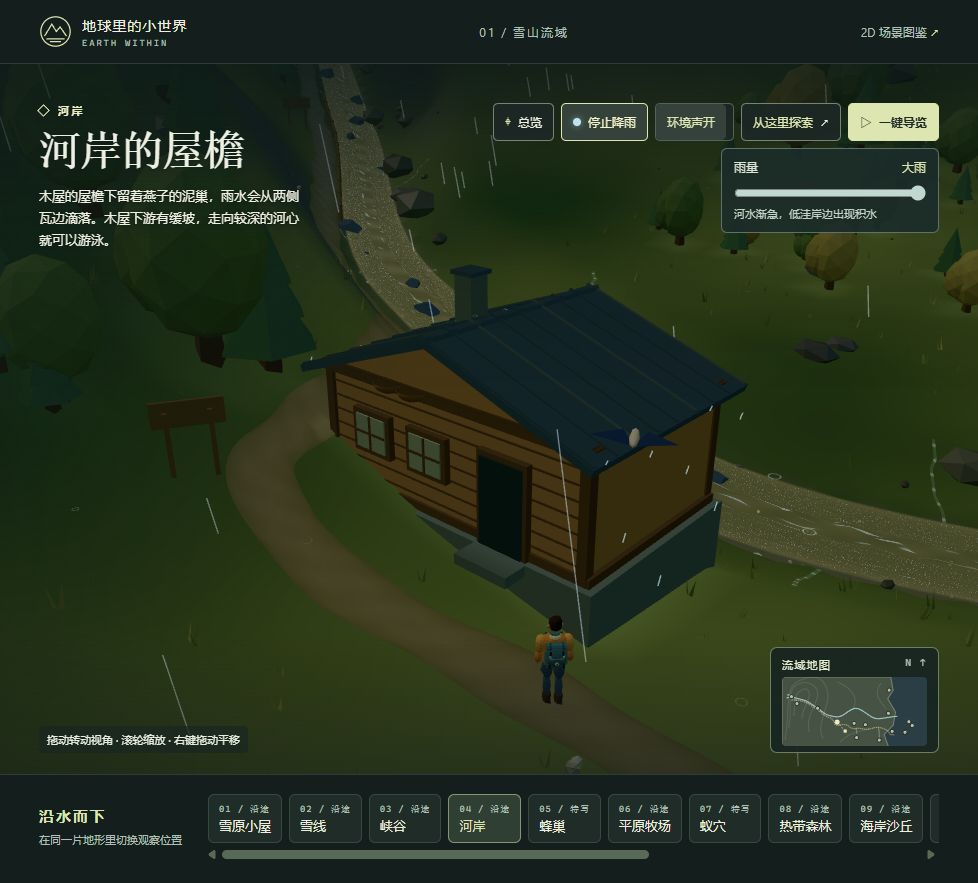 地球里的小世界
EARTH WITHIN
01 / 雪山流域
2D 场景图鉴 ↗
河岸
河岸的屋檐
木屋的屋檐下留着燕子的泥巢，雨水会从两侧
瓦边滴落。木屋下游有缓坡，走向较深的河心
就可以游泳。
总览
停止降雨
环境声开
从这里探索 ↗
一键导览
雨量
大雨
河水渐急，低洼岸边出现积水
流域地图
N ↑
拖动转动视角 · 滚轮缩放 · 右键拖动平移
沿水而下
在同一片地形里切换观察位置
01 / 沿途
雪原小屋
02 / 沿途
雪线
03 / 沿途
峡谷
04 / 沿途
河岸
05 / 特写
蜂巢
06 / 沿途
平原牧场
07 / 特写
蚁穴
08 / 沿途
热带森林
09 / 沿途
海岸沙丘